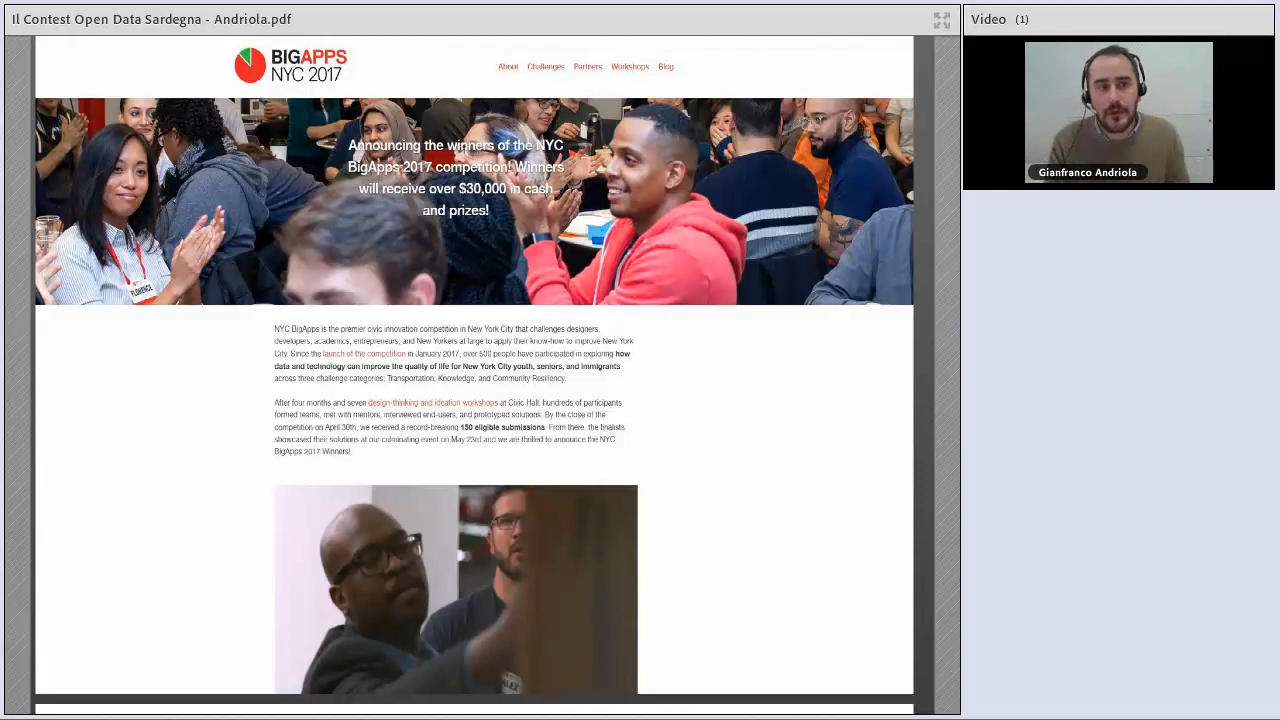 Il Contest Open Data Sardegna - Andriola.pdf
Video (1)
BIGAPPS
NYC 2017
About Challenges Partners Workshops Blog
Announcing the winners of the NYC
BigApps 2017 competition! Winners
will receive over $30,000 in cash
and prizes!
FLORENCE
Gianfranco Andriola
NYC BigApps is the premier civic innovation competition in New York City that challenges designers,
developers, academics, entrepreneurs, and New Yorkers at large to apply their know-how to improve New York
City. Since the launch of the competition in January 2017, over 500 people have participated in exploring how
data and technology can improve the quality of life for New York City youth, seniors, and immigrants
across three challenge categories; Transportation, Knowledge, and Community Resiliency.
After four months and seven design-thinking and ideation workshops at Civic Hall, hundreds of participants
formed teams, met with mentors, interviewed end-users, and prototyped solutions. By the close of the
competition on April 30th, we received a record-breaking 150 eligible submissions. From there, the finalists
showcased their solutions at our culminating event on May 23rd and we are thrilled to announce the NYC
BigApps 2017 Winners!